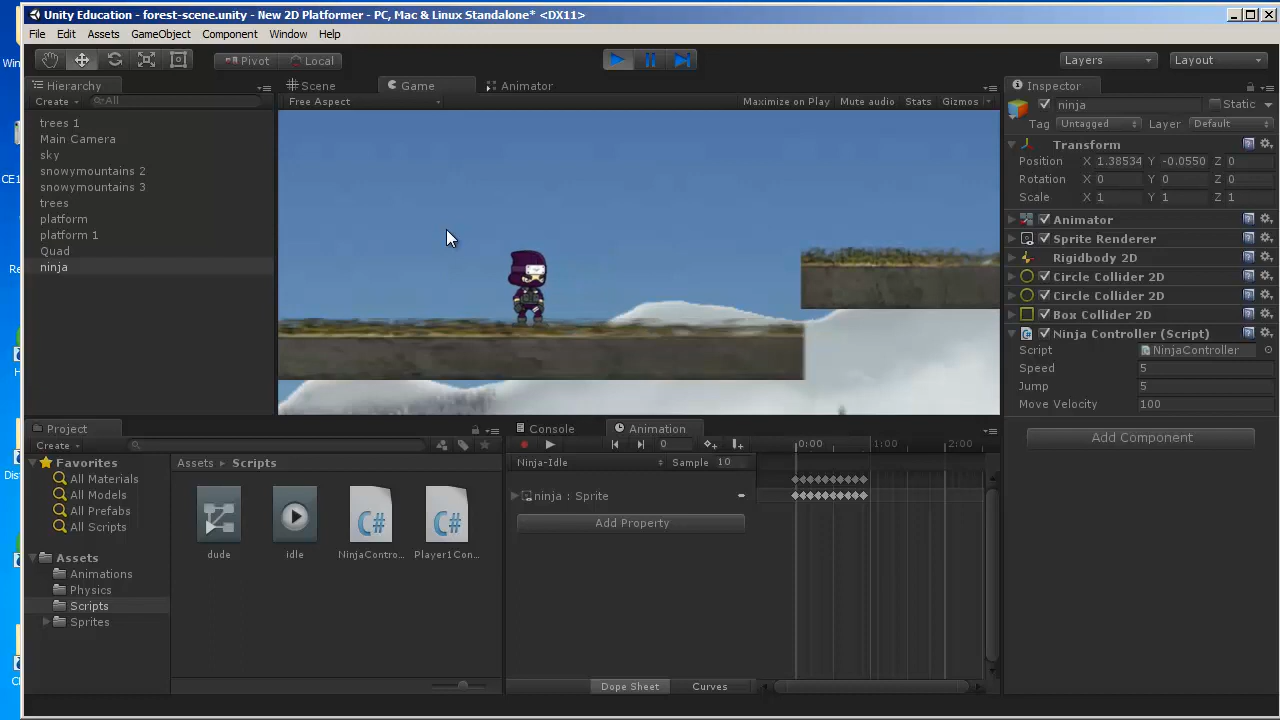 Unity Education - forest-scene.unity - New 2D Platformer - PC, Mac & Linux Standalone* <DX11>
File Edit Assets GameObject Component Window Help
Pivot Local Layers Layout
Hierarchy
Create All
trees 1
Main Camera
sky
snowymountains 2
snowymountains 3
trees
platform
platform 1
Quad
ninja
Scene Game Animator
Free Aspect Maximize on Play Mute audio Stats Gizmos
Inspector
ninja Static
Tag Untagged Layer Default
Transform
Position X 1.38534 Y -0.0550 Z 0
Rotation X 0 Y 0 Z 0
Scale X 1 Y 1 Z 1
Animator
Sprite Renderer
Rigidbody 2D
Circle Collider 2D
Circle Collider 2D
Box Collider 2D
Ninja Controller (Script)
Script NinjaController
Speed 5
Jump 5
Move Velocity 100
Add Component
Project
Create
Favorites
All Materials
All Models
All Prefabs
All Scripts
Assets
Animations
Physics
Scripts
Sprites
Assets Scripts
dude idle NinjaContro... Player1Con...
Console Animation
0 0:00 1:00 2:00
Ninja-Idle Sample 10
ninja : Sprite
Add Property
Dope Sheet Curves